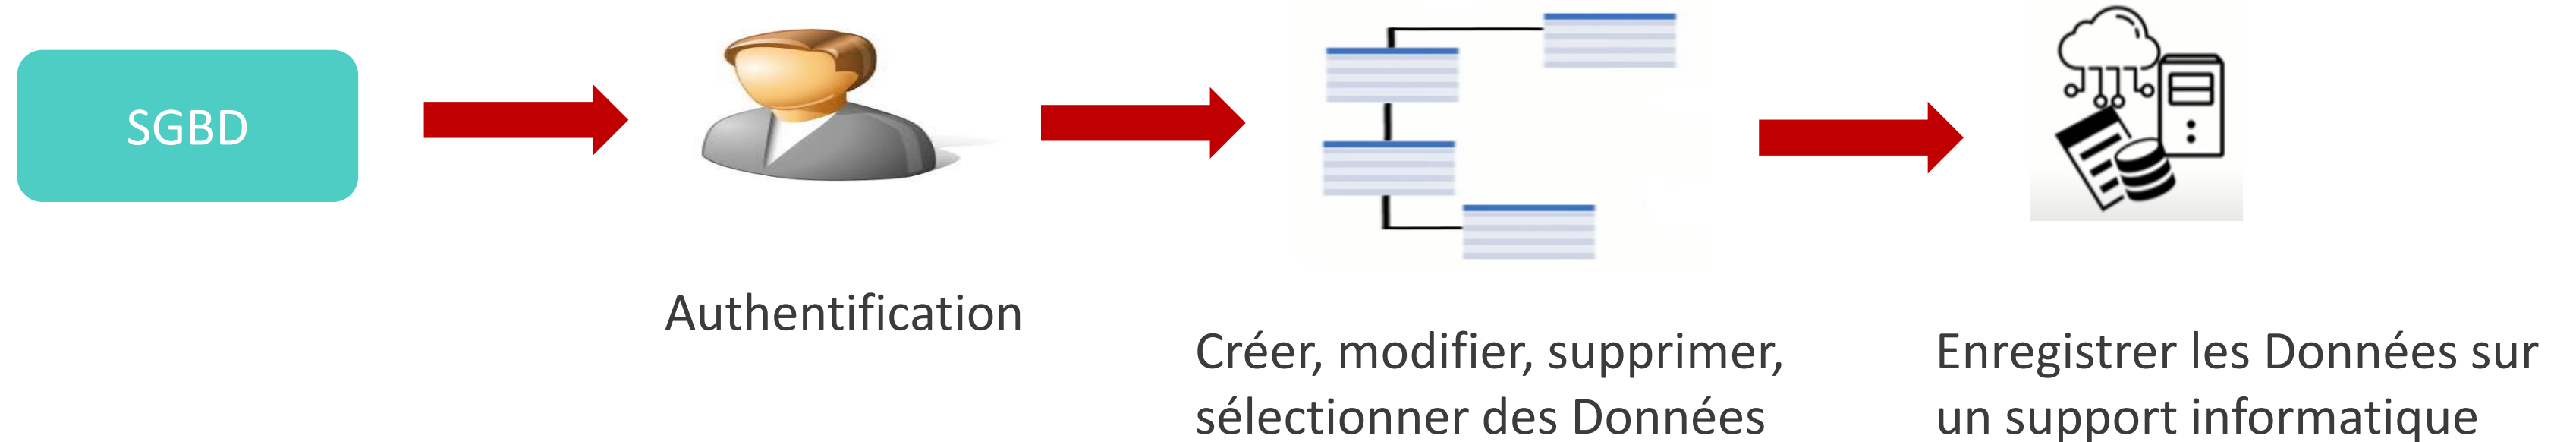 SGBD
Authentification
Créer, modifier, supprimer,
sélectionner des Données
Enregistrer les Données sur
un support informatique